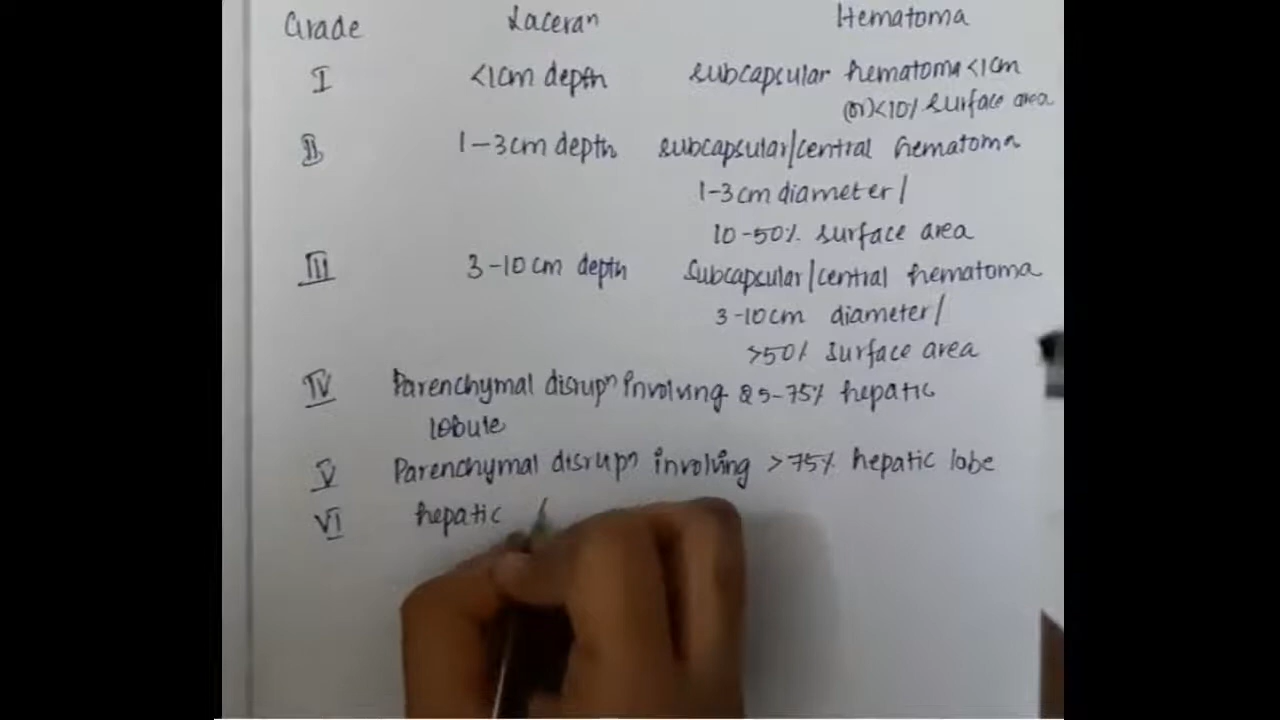 Grade Laceran Hematoma
I <1cm depth subcapsular hematoma <1cm
(or) <10% surface area
II 1-3cm depth subcapsular/central hematoma
1-3cm diameter/
10-50% surface area
III 3-10cm depth subcapsular/central hematoma
3-10cm diameter/
>50% surface area
IV Parenchymal disrupn involving 25-75% hepatic
lobule
V Parenchymal disrupn involving >75% hepatic lobe
VI hepatic